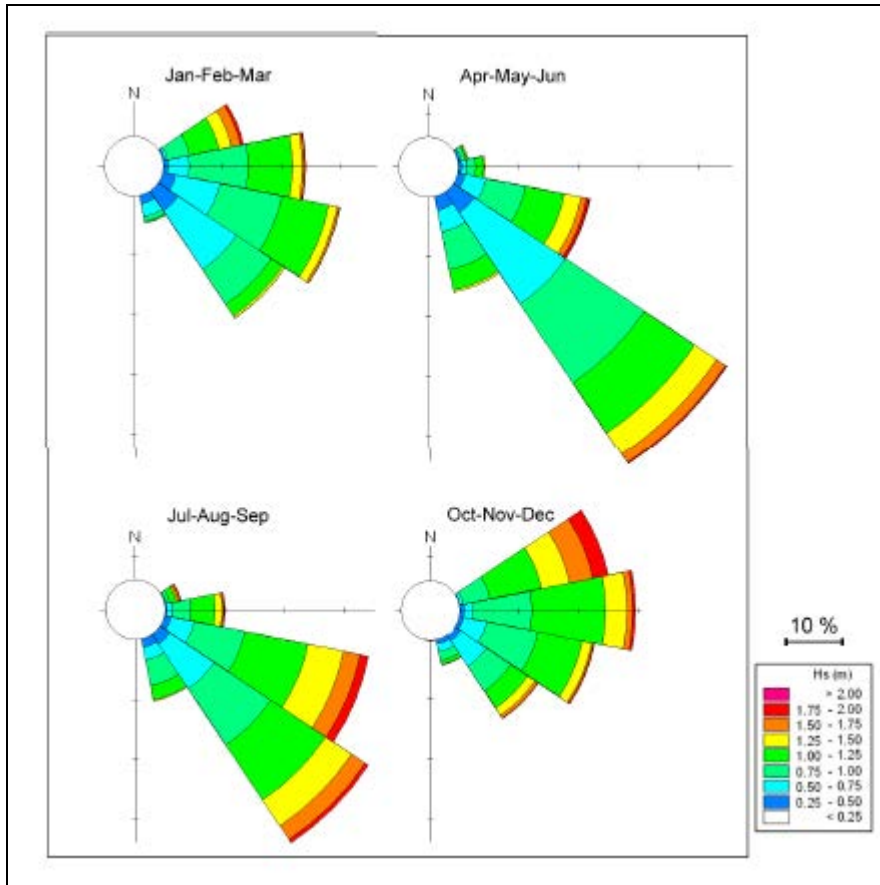 Jan-Feb-Mar
Apr-May-Jun
N
N
Jul-Aug-Sep
Oct-Nov-Dec
N
N
10 %
Hs (m)
> 2.00
1.75 - 2.00
1.50 - 1.75
1.25 - 1.50
1.00 - 1.25
0.75 - 1.00
0.50 - 0.75
0.25 - 0.50
< 0.25